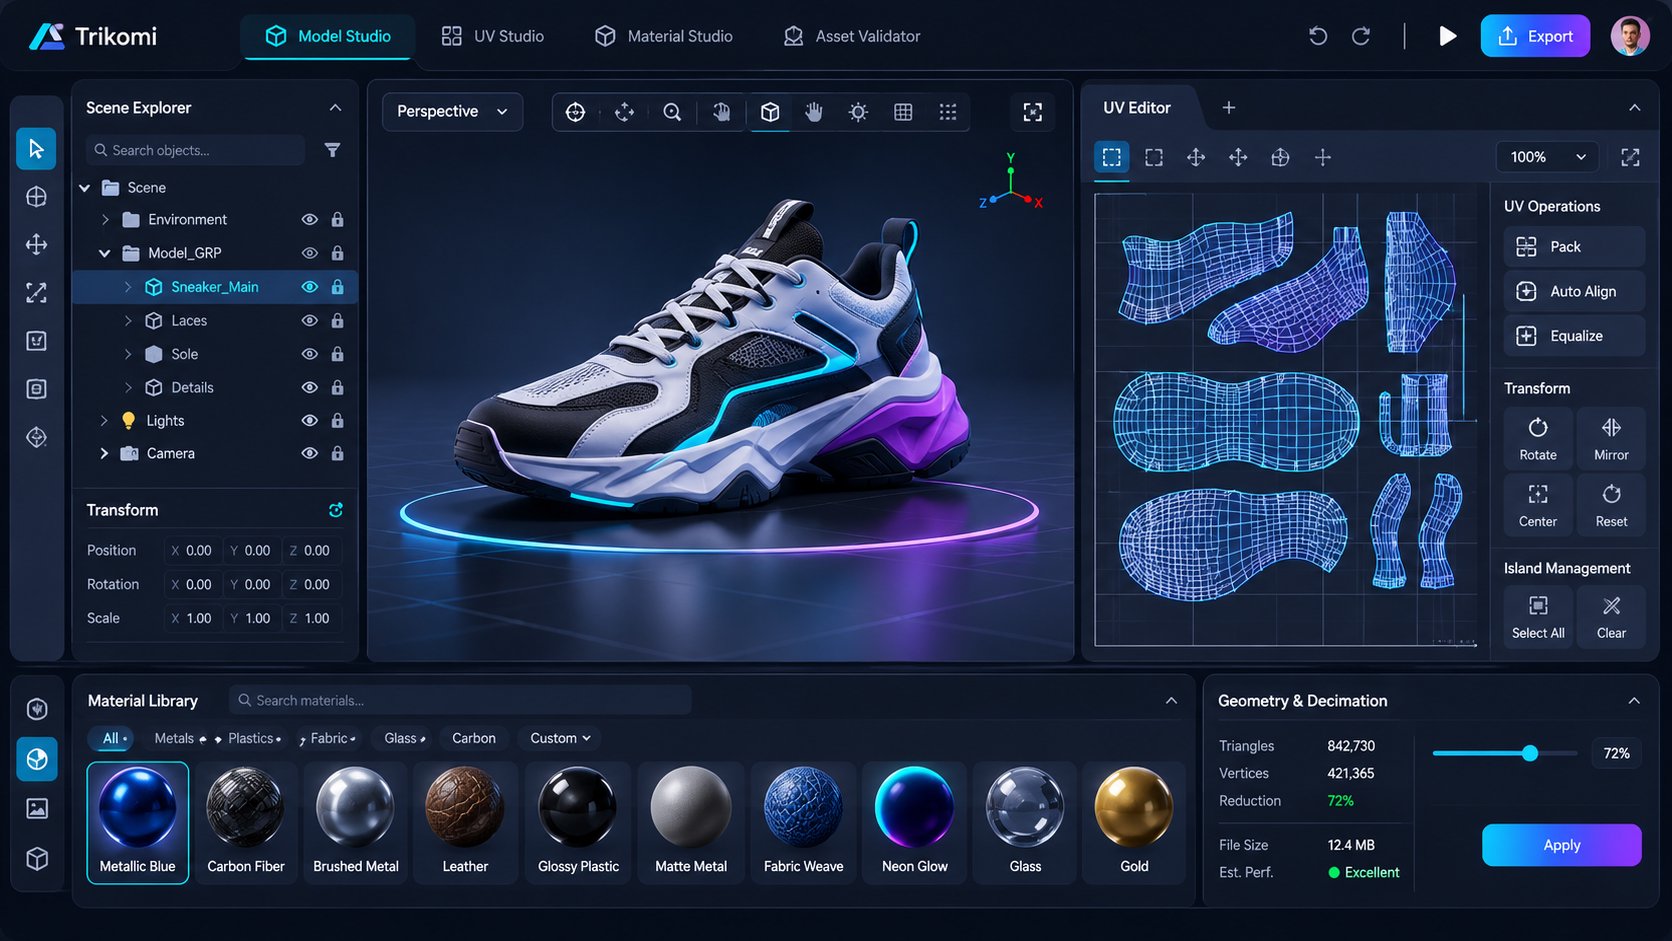 Trikomi
Model Studio
UV Studio
Material Studio
Asset Validator
Export
Scene Explorer
Search objects...
Scene
Environment
Model_GRP
Sneaker_Main
Laces
Sole
Details
Lights
Camera
Transform
Position X 0.00 Y 0.00 Z 0.00
Rotation X 0.00 Y 0.00 Z 0.00
Scale X 1.00 Y 1.00 Z 1.00
Perspective
Y
Z
X
UV Editor
100%
UV Operations
Pack
Auto Align
Equalize
Transform
Rotate
Mirror
Center
Reset
Island Management
Select All
Clear
Material Library
Search materials...
All
Metals
Plastics
Fabric
Glass
Carbon
Custom
Metallic Blue
Carbon Fiber
Brushed Metal
Leather
Glossy Plastic
Matte Metal
Fabric Weave
Neon Glow
Glass
Gold
Geometry & Decimation
Triangles 842,730
Vertices 421,365
Reduction 72%
72%
File Size 12.4 MB
Est. Perf. Excellent
Apply